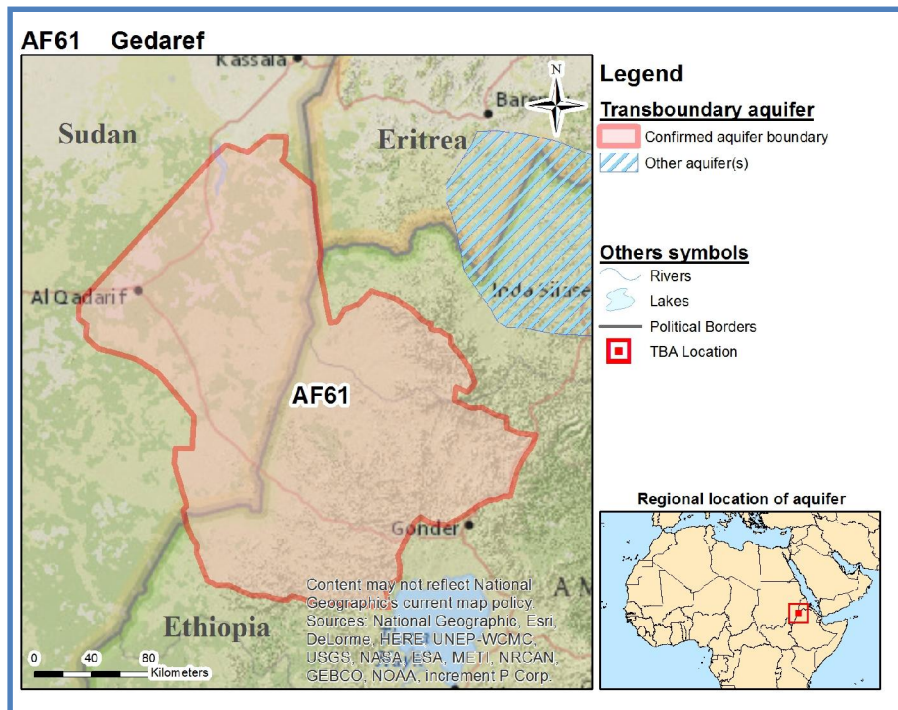 AF61 Gedaref
Kassala
N
Sudan
Eritrea
Al Qadarif
AF61
Gonder
Ethiopia
Content may not reflect National
Geographic's current map policy.
Sources: National Geographic, Esri,
DeLorme, HERE, UNEP-WCMC,
USGS, NASA, ESA, METI, NRCAN,
GEBCO, NOAA, increment P Corp.
0 40 80
Kilometers
Legend
Transboundary aquifer
Confirmed aquifer boundary
Other aquifer(s)
Others symbols
Rivers
Lakes
Political Borders
TBA Location
Regional location of aquifer